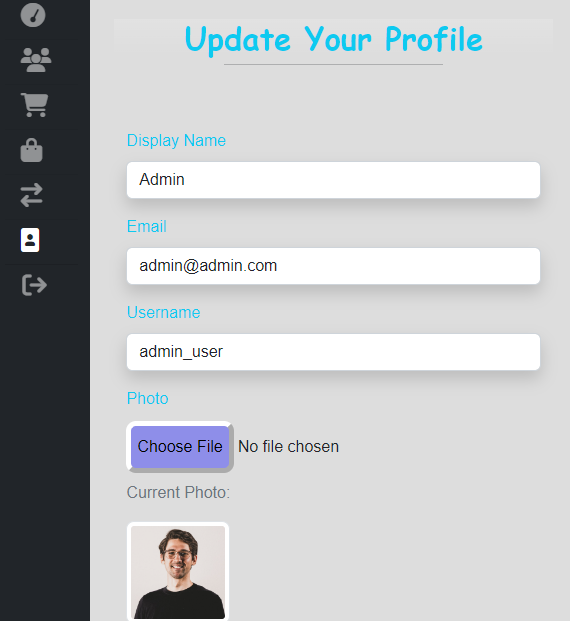 Update Your Profile
Display Name
Admin
Email
admin@admin.com
Username
admin_user
Photo
Choose File No file chosen
Current Photo: